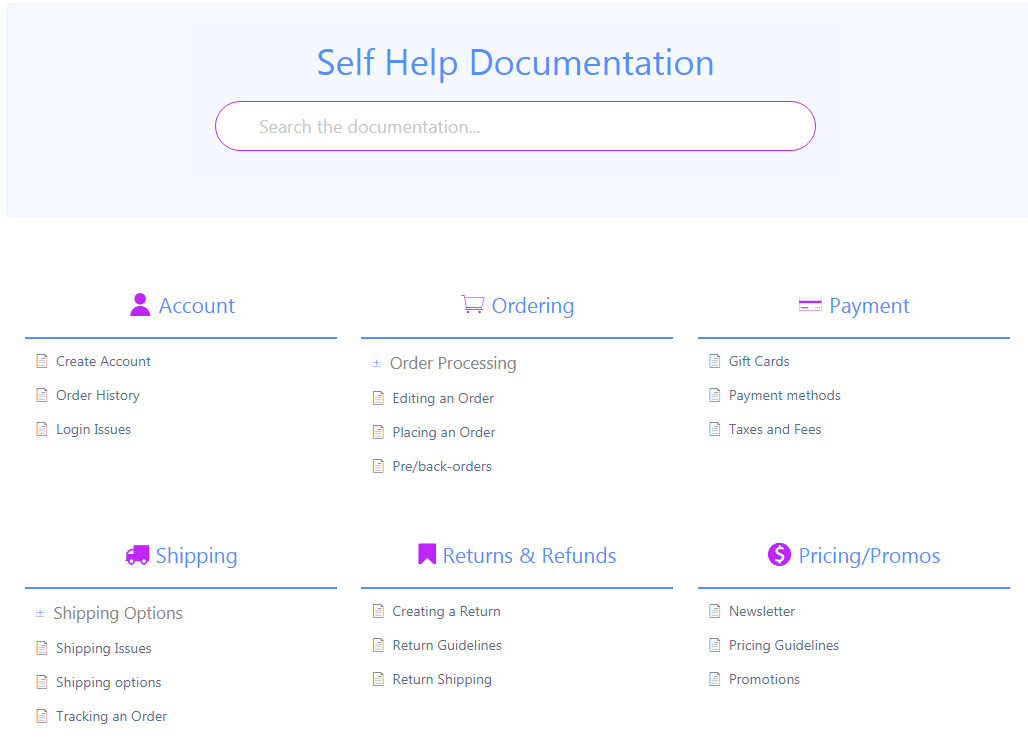 Self Help Documentation
Search the documentation...
Account
Create Account
Order History
Login Issues
Ordering
Order Processing
Editing an Order
Placing an Order
Pre/back-orders
Payment
Gift Cards
Payment methods
Taxes and Fees
Shipping
Shipping Options
Shipping Issues
Shipping options
Tracking an Order
Returns & Refunds
Creating a Return
Return Guidelines
Return Shipping
Pricing/Promos
Newsletter
Pricing Guidelines
Promotions